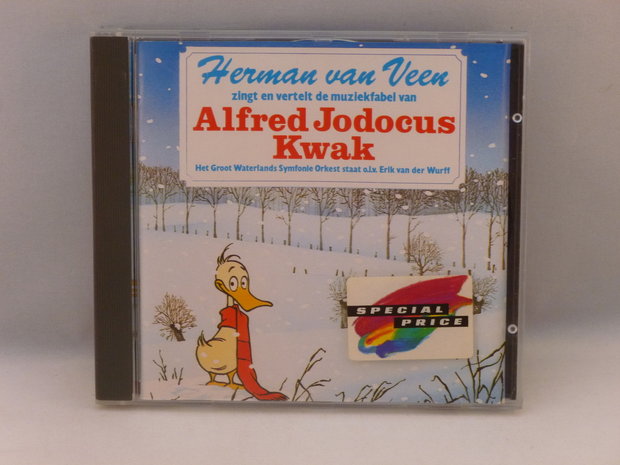 Herman van Veen
zingt en vertelt de muziekfabel van
Alfred Jodocus
Kwak
Het Groot Waterlands Symfonie Orkest staat o.l.v. Erik van der Wurff
SPECIAL
PRICE